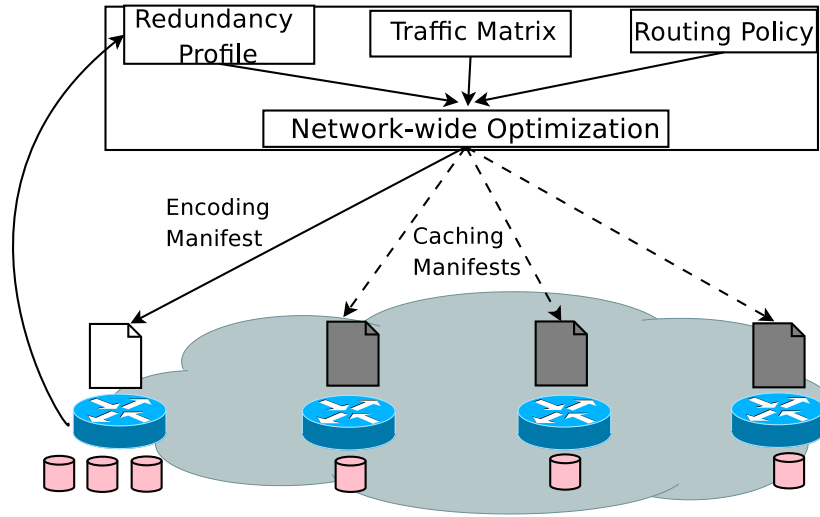 Redundancy
Profile
Traffic Matrix
Routing Policy
Network-wide Optimization
Encoding
Manifest
Caching
Manifests